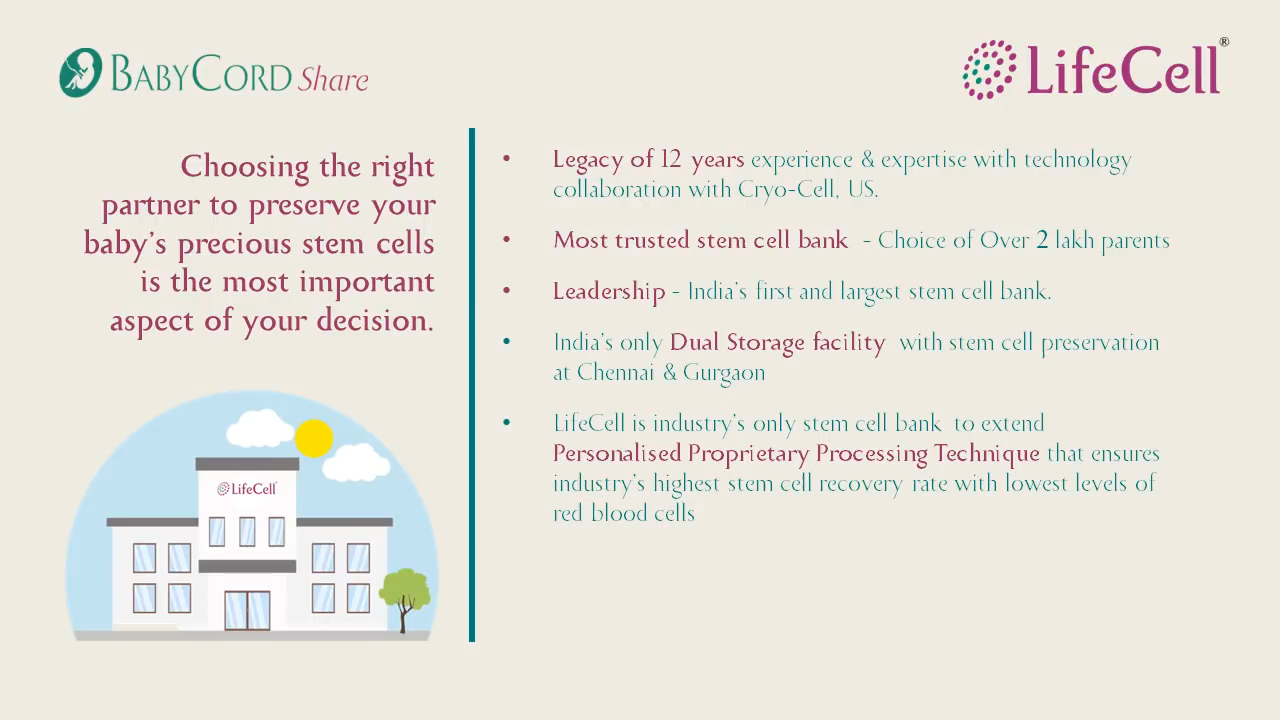 BABYCORD Share
LifeCell®
Choosing the right
partner to preserve your
baby's precious stem cells
is the most important
aspect of your decision.
LifeCell
• Legacy of 12 years experience & expertise with technology
collaboration with Cryo-Cell, US.
• Most trusted stem cell bank - Choice of Over 2 lakh parents
• Leadership - India's first and largest stem cell bank.
• India's only Dual Storage facility with stem cell preservation
at Chennai & Gurgaon
• LifeCell is industry's only stem cell bank to extend
Personalised Proprietary Processing Technique that ensures
industry's highest stem cell recovery rate with lowest levels of
red blood cells